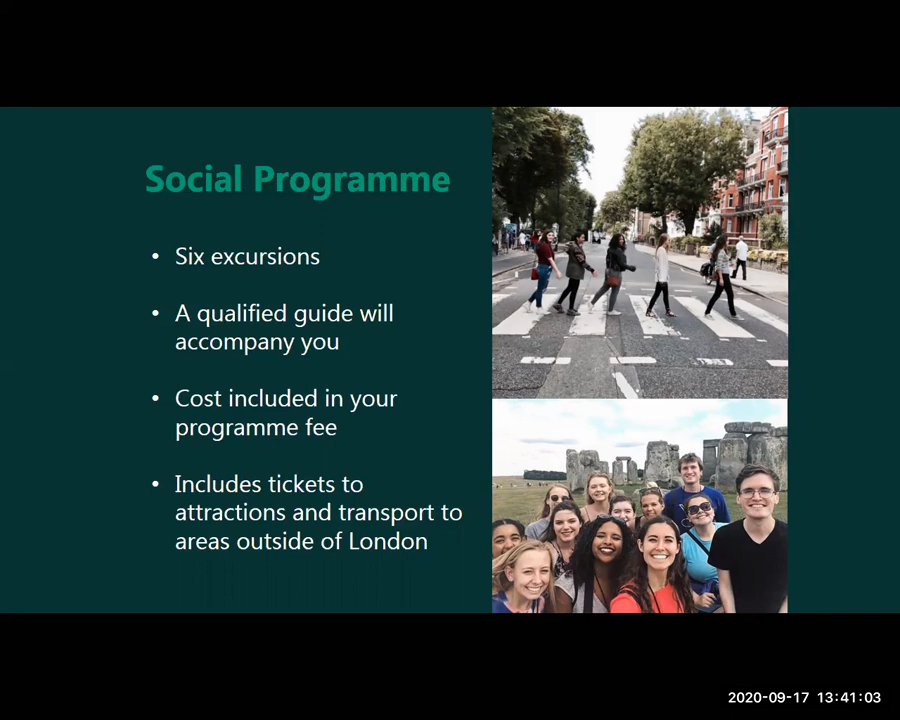 Social Programme
• Six excursions
• A qualified guide will
accompany you
• Cost included in your
programme fee
• Includes tickets to
attractions and transport to
areas outside of London
2020-09-17 13:41:03